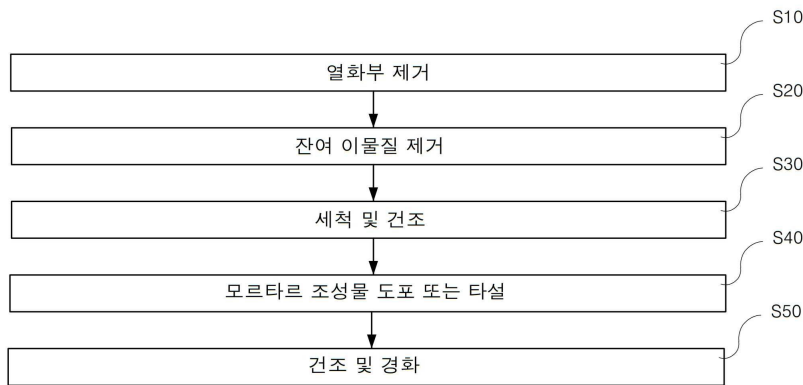 S10
열화부 제거
S20
잔여 이물질 제거
S30
세척 및 건조
S40
모르타르 조성물 도포 또는 타설
S50
건조 및 경화